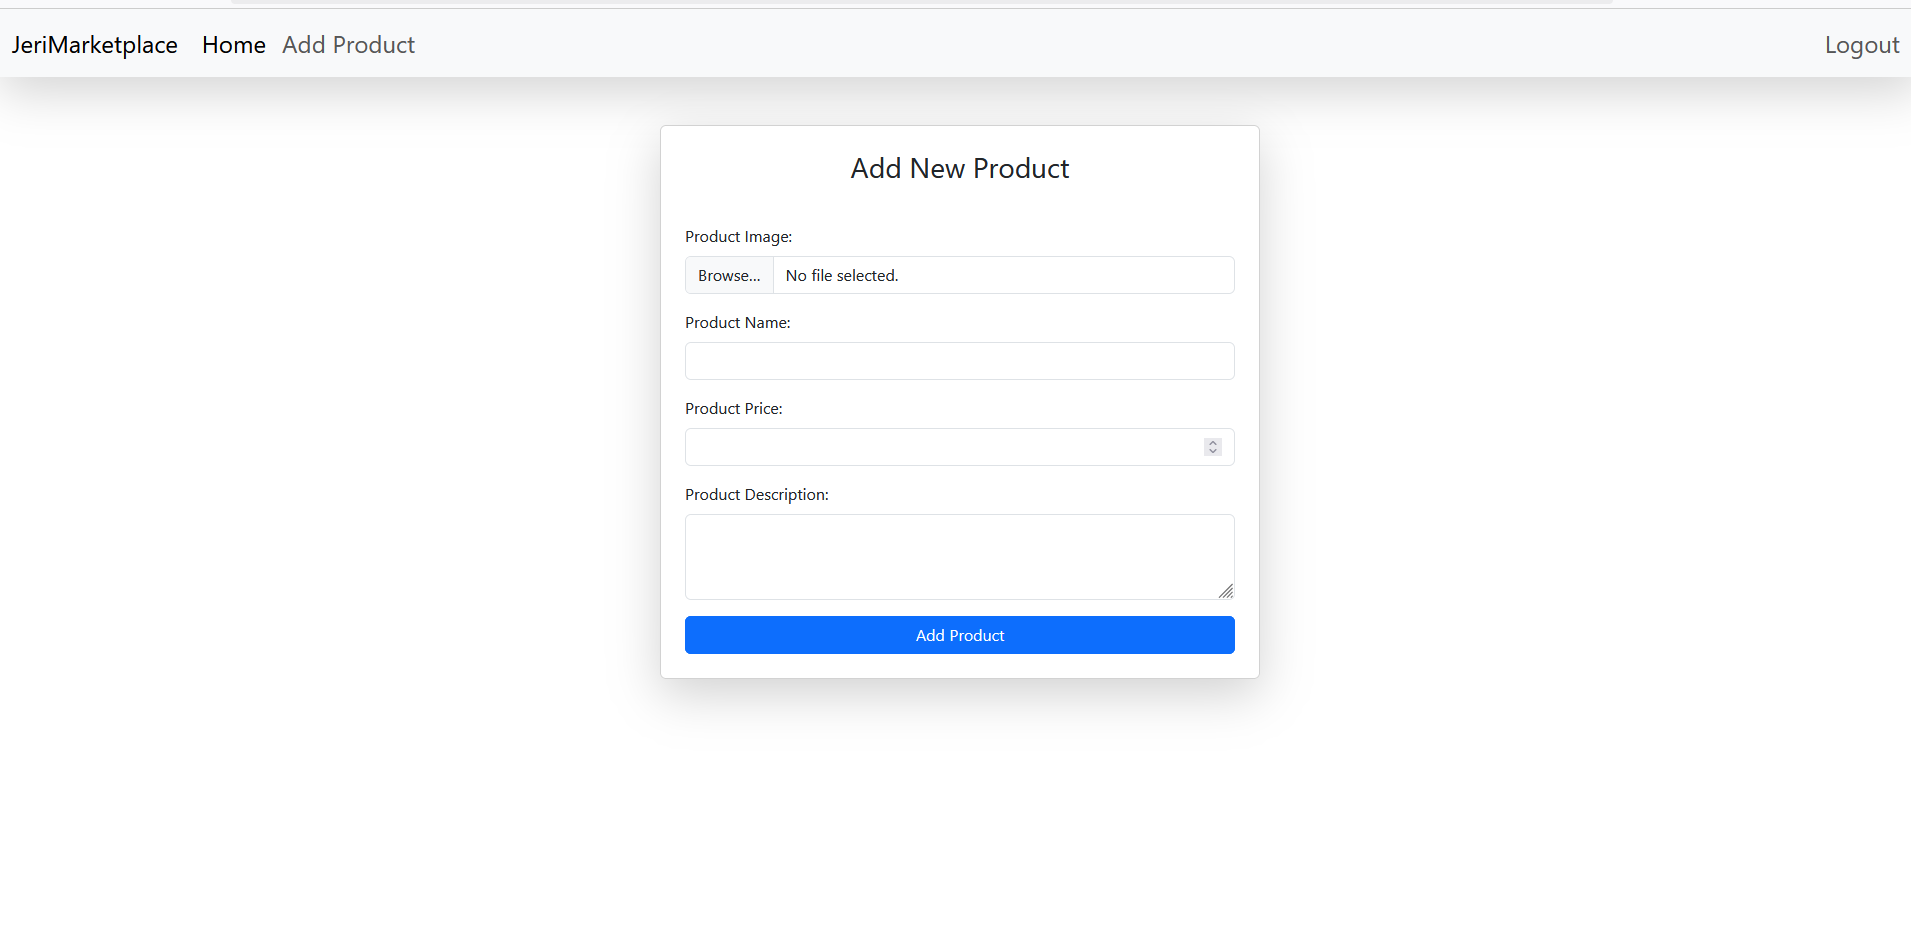 JeriMarketplace Home Add Product Logout
Add New Product
Product Image:
Browse... No file selected.
Product Name:
Product Price:
Product Description:
Add Product